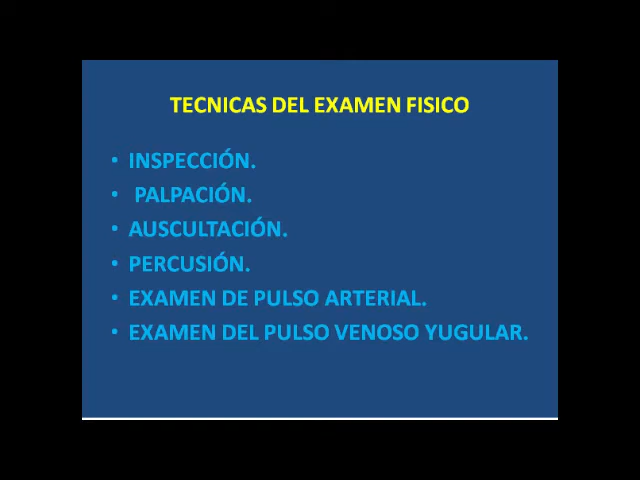 TECNICAS DEL EXAMEN FISICO
• INSPECCIÓN.
• PALPACIÓN.
• AUSCULTACIÓN.
• PERCUSIÓN.
• EXAMEN DE PULSO ARTERIAL.
• EXAMEN DEL PULSO VENOSO YUGULAR.